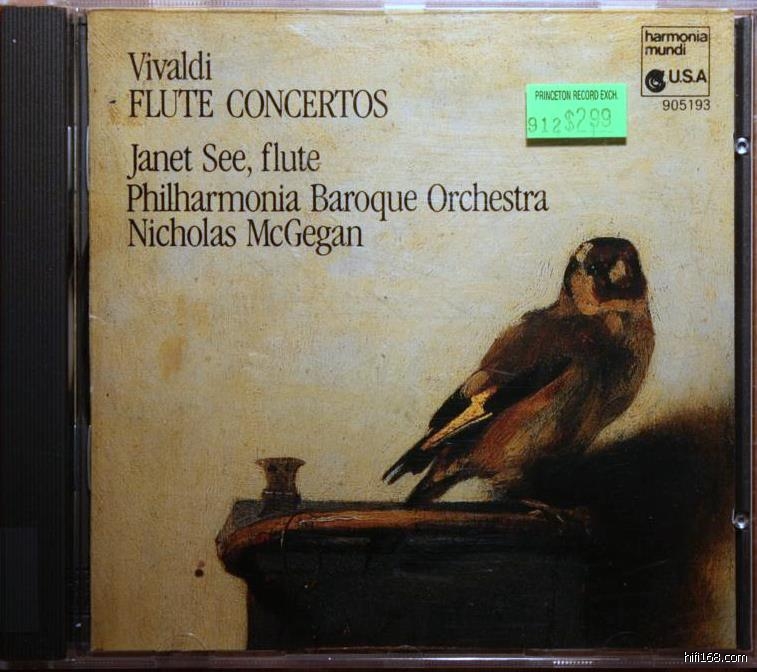 Vivaldi
FLUTE CONCERTOS
Janet See, flute
Philharmonia Baroque Orchestra
Nicholas McGegan
PRINCETON RECORD EXCH.
912 $2.99
harmonia
mundi
U.S.A
905193
hifi168.com